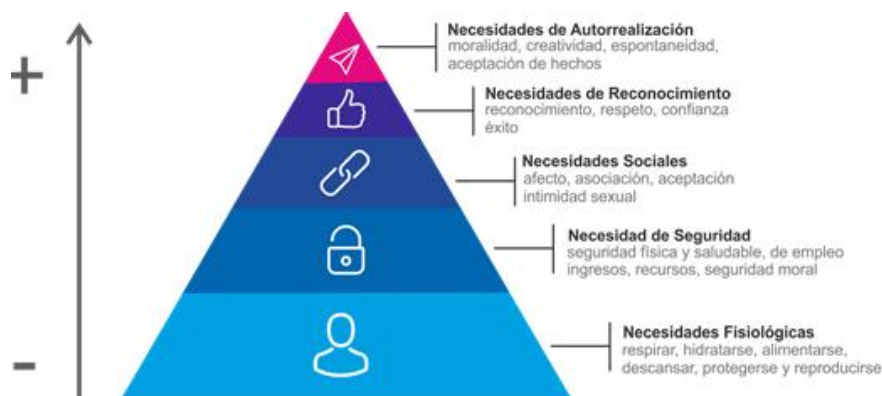 +
-
Necesidades de Autorrealización
moralidad, creatividad, espontaneidad,
aceptación de hechos
Necesidades de Reconocimiento
reconocimiento, respeto, confianza
éxito
Necesidades Sociales
afecto, asociación, aceptación
intimidad sexual
Necesidad de Seguridad
seguridad física y saludable, de empleo
ingresos, recursos, seguridad moral
Necesidades Fisiológicas
respirar, hidratarse, alimentarse,
descansar, protegerse y reproducirse